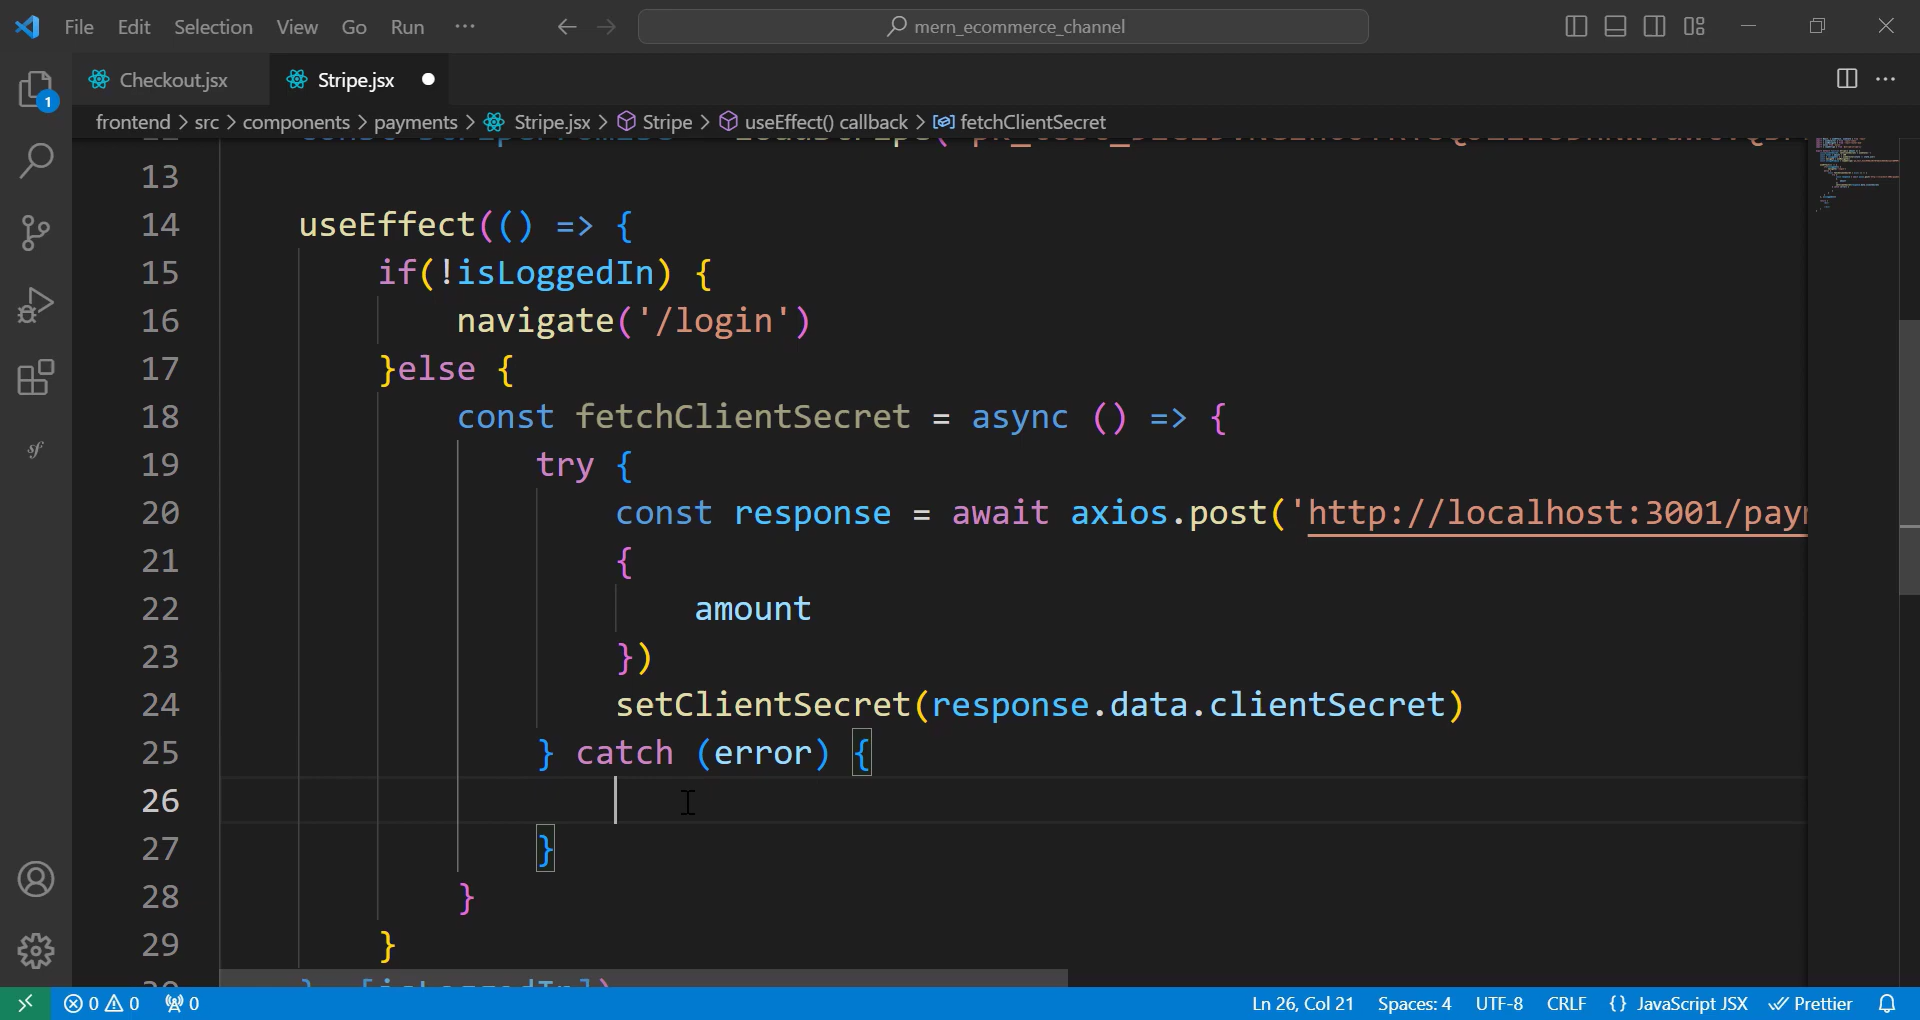 File Edit Selection View Go Run ···
mern_ecommerce_channel
Checkout.jsx
Stripe.jsx
1
frontend > src > components > payments > Stripe.jsx > Stripe > useEffect() callback > fetchClientSecret
13
14 useEffect(() => {
15 if(!isLoggedIn) {
16 navigate('/login')
17 }else {
18 const fetchClientSecret = async () => {
19 try {
20 const response = await axios.post('http://localhost:3001/pay
21 {
22 amount
23 })
24 setClientSecret(response.data.clientSecret)
25 } catch (error) {
26
27 }
28 }
29 }
[isLoggedIn])
0 0 0
Ln 26, Col 21 Spaces: 4 UTF-8 CRLF {} JavaScript JSX Prettier